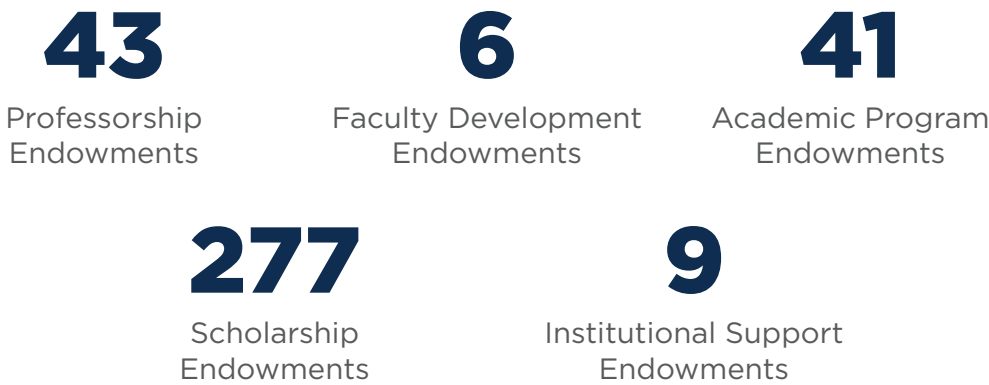 43
Professorship
Endowments
6
Faculty Development
Endowments
41
Academic Program
Endowments
277
Scholarship
Endowments
9
Institutional Support
Endowments